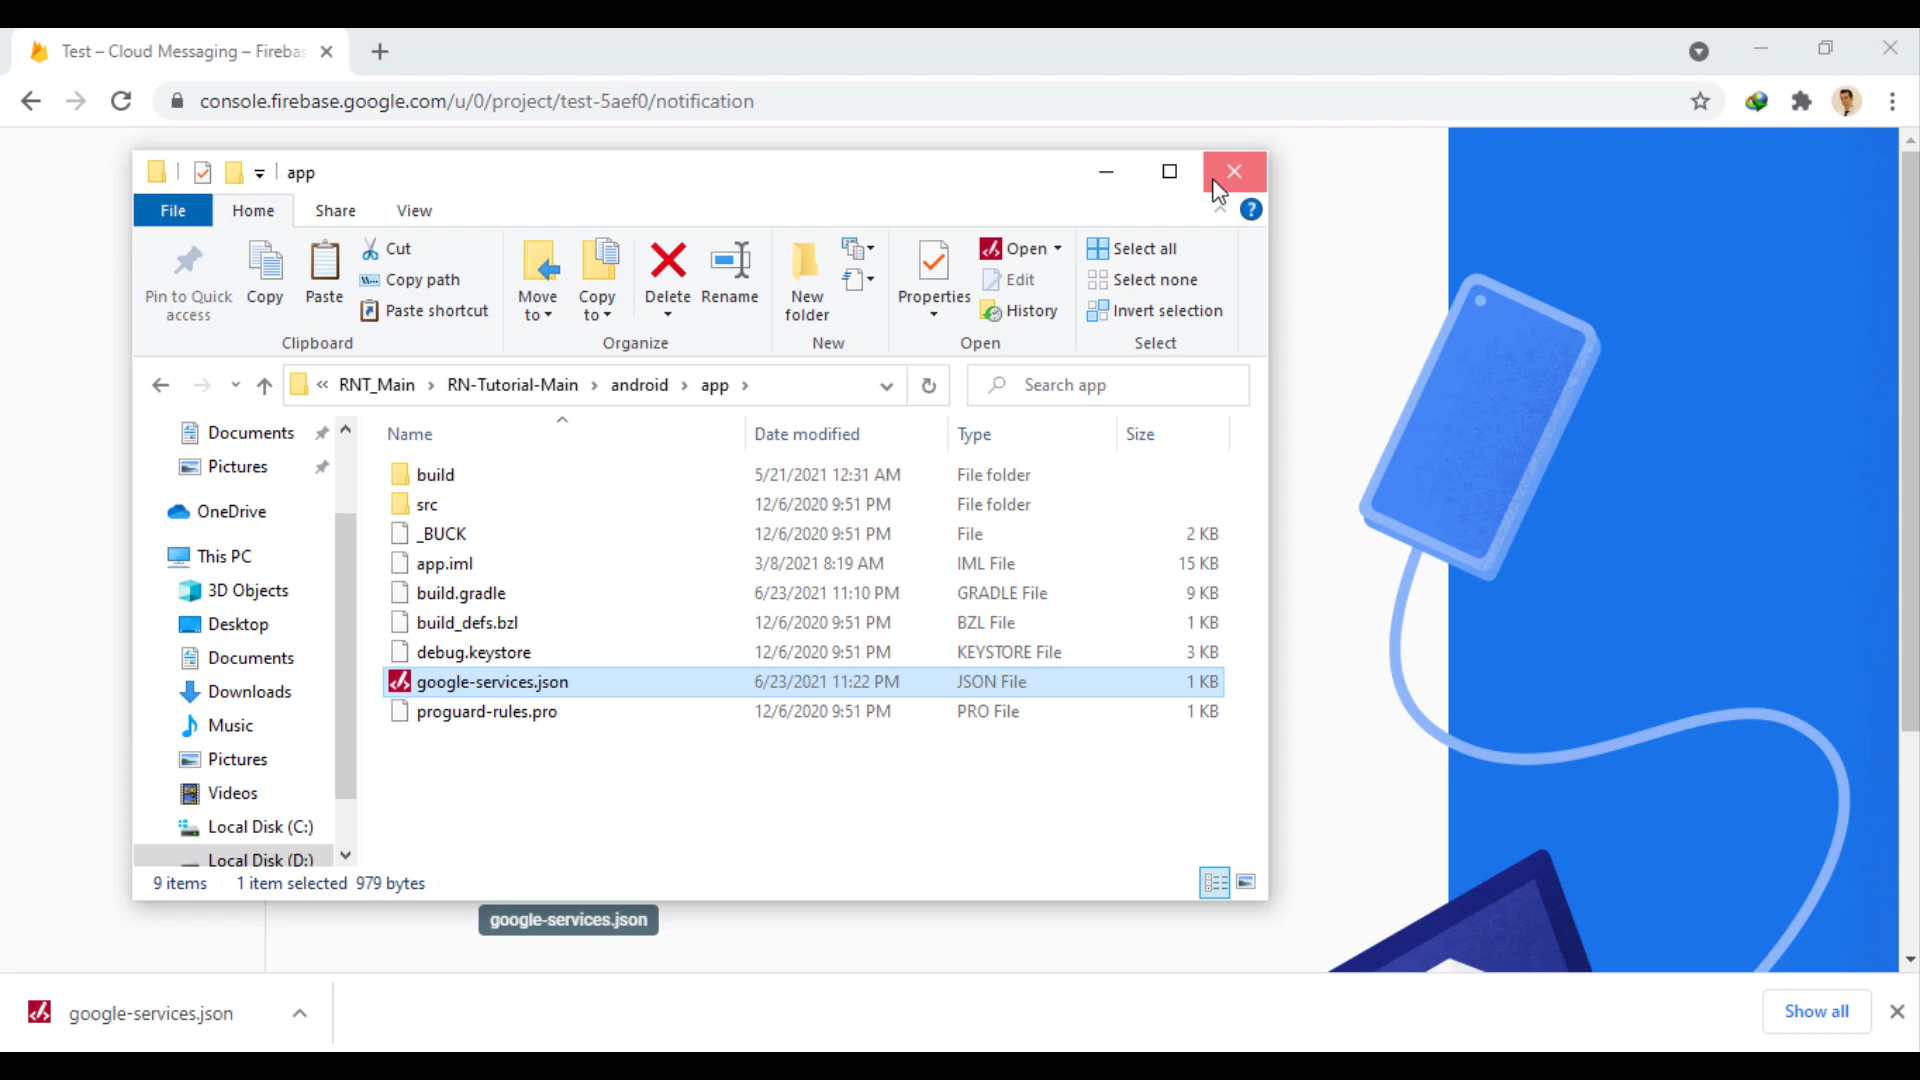 Test – Cloud Messaging – Firebas
console.firebase.google.com/u/0/project/test-5aef0/notification
app
File Home Share View
Pin to Quick access
Copy
Paste
Cut
Copy path
Paste shortcut
Clipboard
Move to
Copy to
Delete
Rename
Organize
New folder
New
Properties
Open
Edit
History
Open
Select all
Select none
Invert selection
Select
« RNT_Main › RN-Tutorial-Main › android › app ›
Search app
Documents
Pictures
OneDrive
This PC
3D Objects
Desktop
Documents
Downloads
Music
Pictures
Videos
Local Disk (C:)
Local Disk (D:)
Name Date modified Type Size
build 5/21/2021 12:31 AM File folder
src 12/6/2020 9:51 PM File folder
_BUCK 12/6/2020 9:51 PM File 2 KB
app.iml 3/8/2021 8:19 AM IML File 15 KB
build.gradle 6/23/2021 11:10 PM GRADLE File 9 KB
build_defs.bzl 12/6/2020 9:51 PM BZL File 1 KB
debug.keystore 12/6/2020 9:51 PM KEYSTORE File 3 KB
google-services.json 6/23/2021 11:22 PM JSON File 1 KB
proguard-rules.pro 12/6/2020 9:51 PM PRO File 1 KB
9 items 1 item selected 979 bytes
google-services.json
google-services.json
Show all